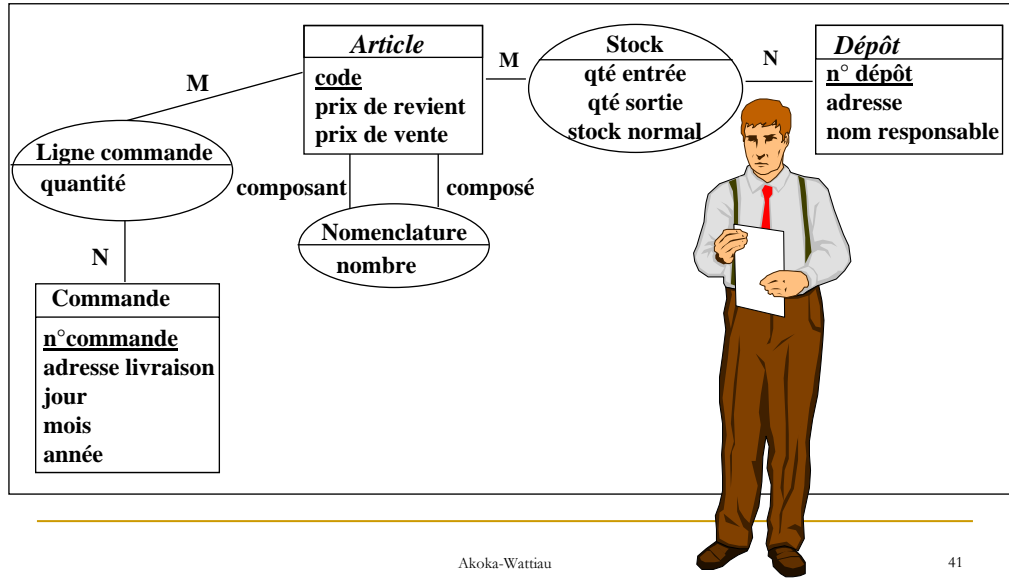 Article
code
prix de revient
prix de vente
M
Stock
qté entrée
qté sortie
stock normal
N
Dépôt
n° dépôt
adresse
nom responsable
M
Ligne commande
quantité
composant
composé
Nomenclature
nombre
N
Commande
n°commande
adresse livraison
jour
mois
année
Akoka-Wattiau
41